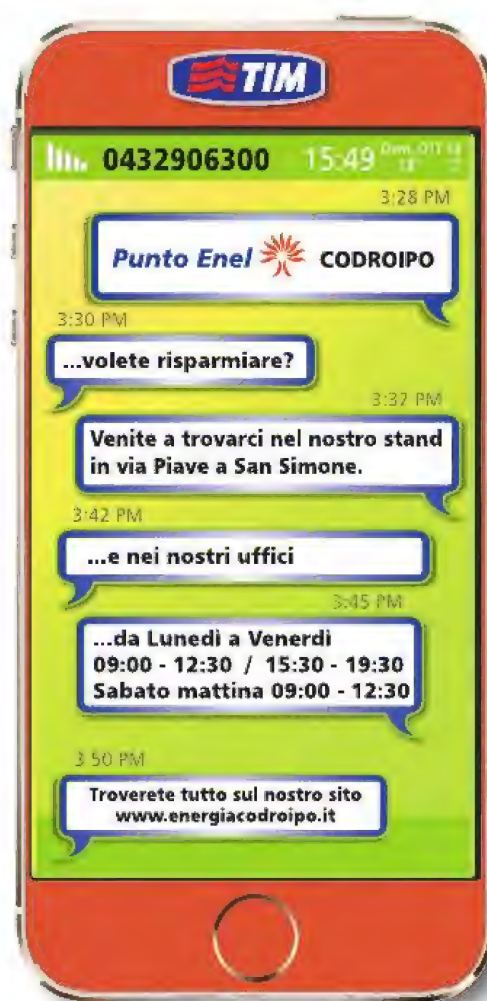 TIM
0432906300 15:49
3:28 PM
Punto Enel CODROIPO
3:30 PM
...volete risparmiare?
3:37 PM
Venite a trovarci nel nostro stand
in via Piave a San Simone.
3:42 PM
...e nei nostri uffici
3:45 PM
...da Lunedì a Venerdì
09:00 - 12:30 / 15:30 - 19:30
Sabato mattina 09:00 - 12:30
3:50 PM
Troverete tutto sul nostro sito
www.energiacodroipo.it